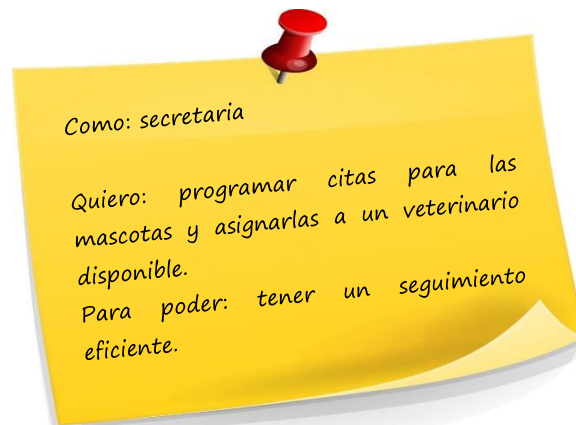 Como: secretaria
Quiero: programar citas para las
mascotas y asignarlas a un veterinario
disponible.
Para poder: tener un seguimiento
eficiente.